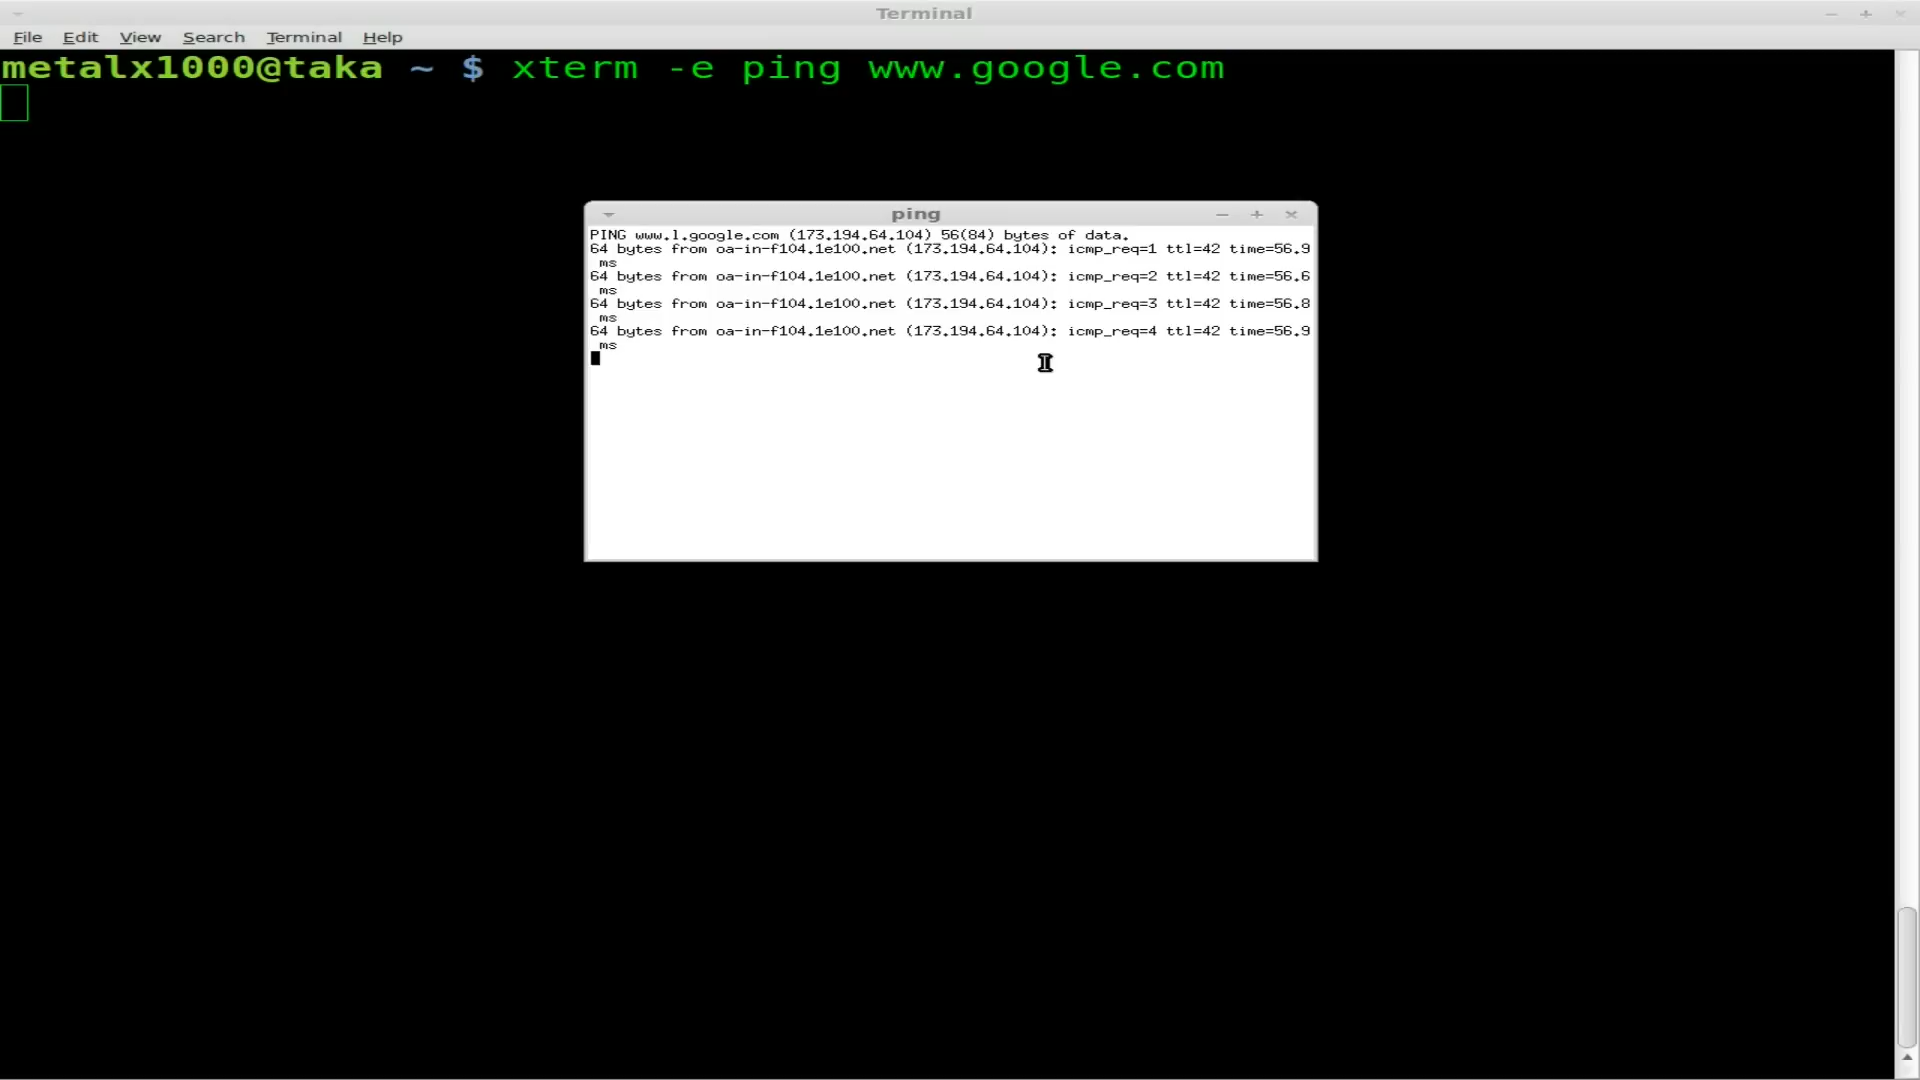 Terminal
File Edit View Search Terminal Help
metalx1000@taka ~ $ xterm -e ping www.google.com
ping
PING www.l.google.com (173.194.64.104) 56(84) bytes of data.
64 bytes from oa-in-f104.1e100.net (173.194.64.104): icmp_req=1 ttl=42 time=56.9
ms
64 bytes from oa-in-f104.1e100.net (173.194.64.104): icmp_req=2 ttl=42 time=56.6
ms
64 bytes from oa-in-f104.1e100.net (173.194.64.104): icmp_req=3 ttl=42 time=56.8
ms
64 bytes from oa-in-f104.1e100.net (173.194.64.104): icmp_req=4 ttl=42 time=56.9
ms